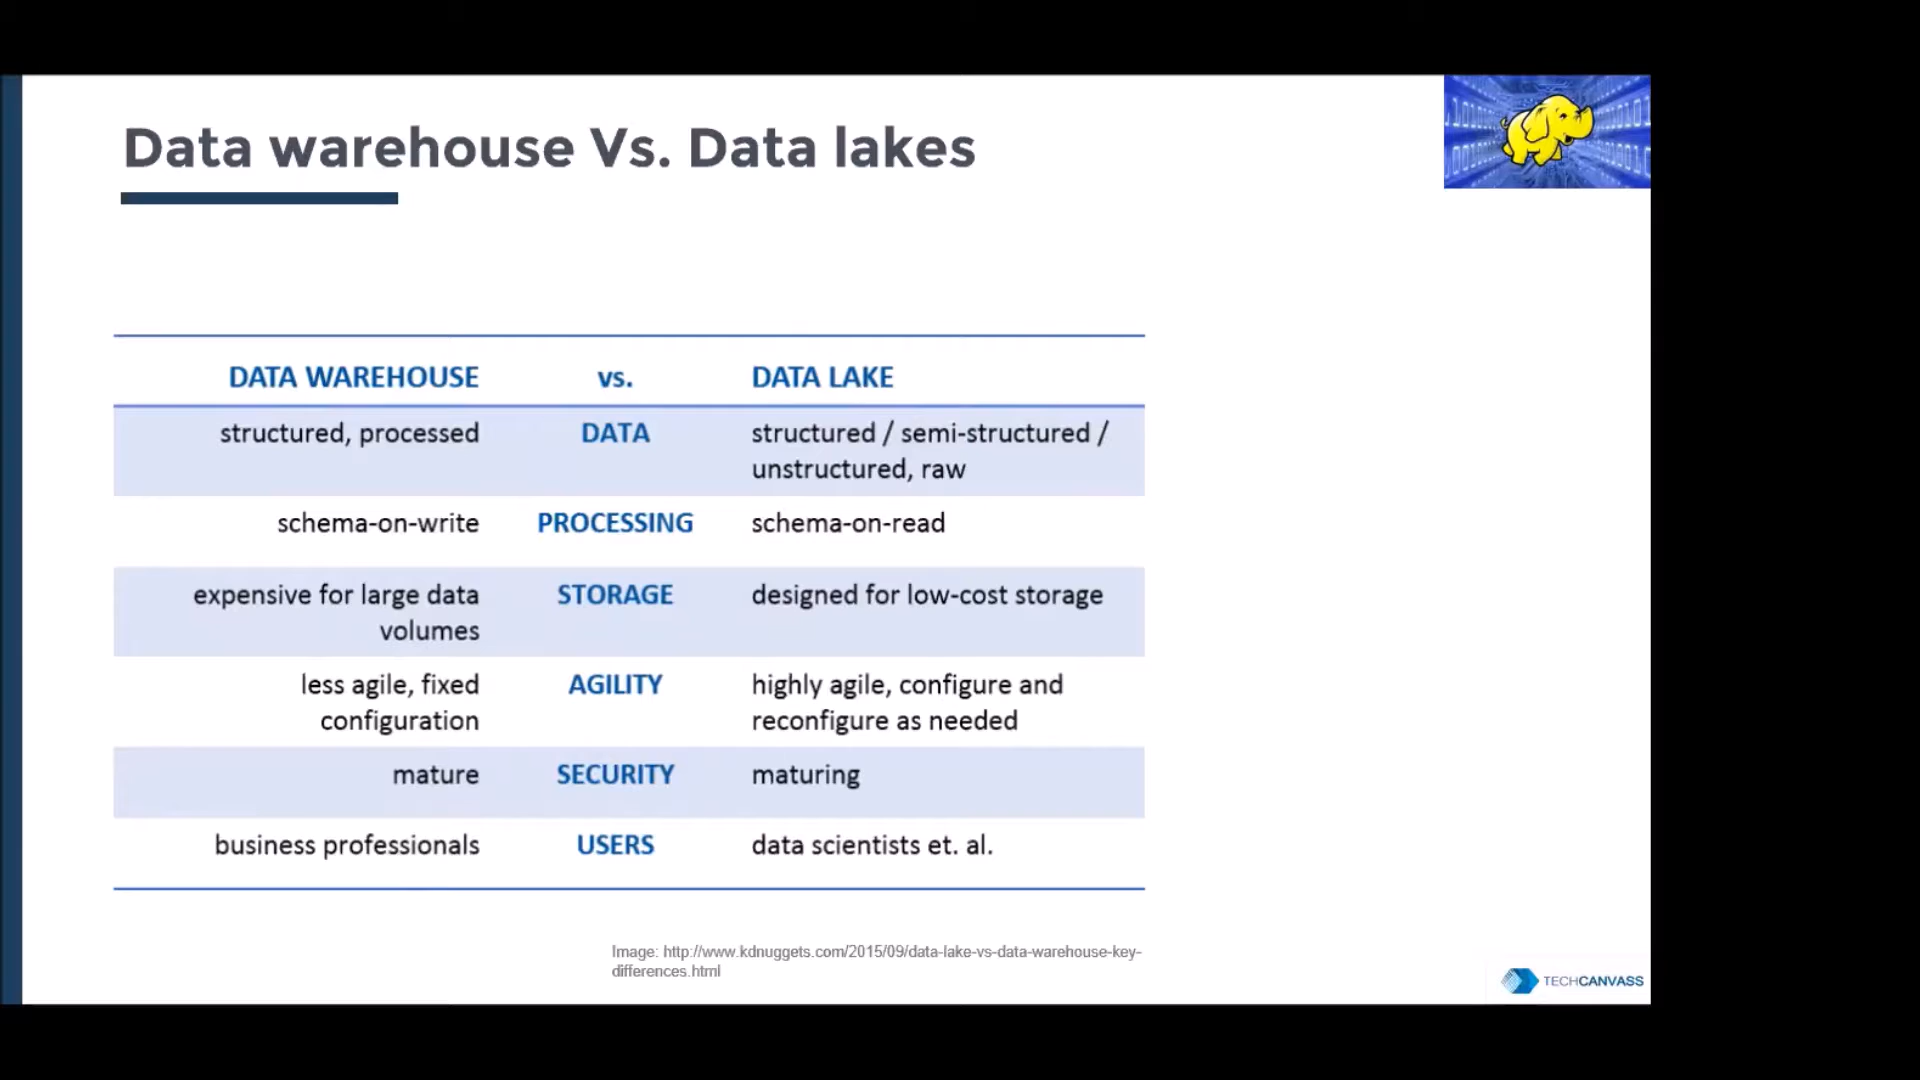 Data warehouse Vs. Data lakes
DATA WAREHOUSE vs. DATA LAKE
structured, processed DATA structured / semi-structured /
unstructured, raw
schema-on-write PROCESSING schema-on-read
expensive for large data STORAGE designed for low-cost storage
volumes
less agile, fixed AGILITY highly agile, configure and
configuration reconfigure as needed
mature SECURITY maturing
business professionals USERS data scientists et. al.
Image: http://www.kdnuggets.com/2015/09/data-lake-vs-data-warehouse-key-
differences.html
TECHCANVASS